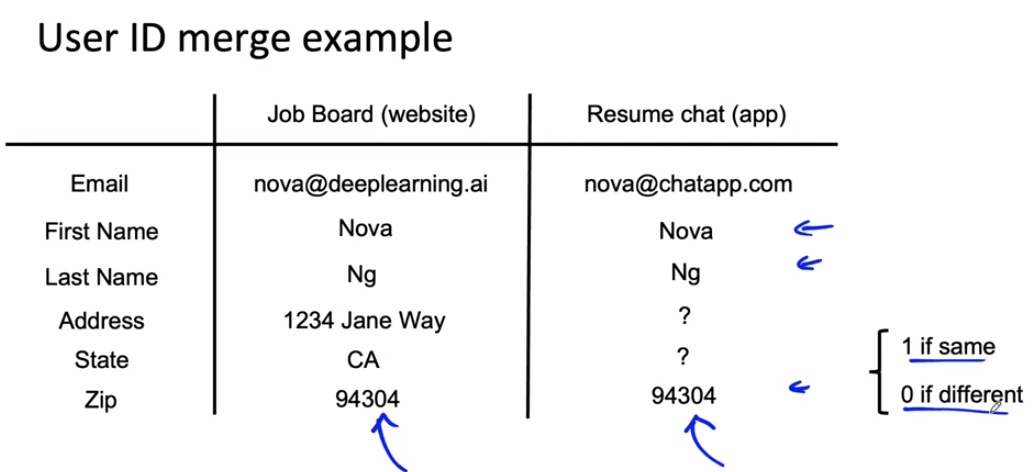 User ID merge example
Job Board (website) Resume chat (app)
Email nova@deeplearning.ai nova@chatapp.com
First Name Nova Nova
Last Name Ng Ng
Address 1234 Jane Way ?
State CA ?
Zip 94304 94304
1 if same
0 if different